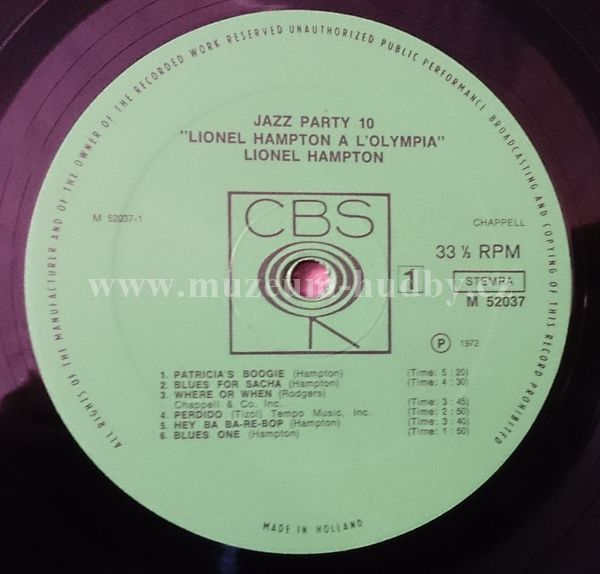 ALL RIGHTS OF THE MANUFACTURER AND OF THE OWNER OF THE RECORDED WORK RESERVED UNAUTHORIZED PUBLIC PERFORMANCE BROADCASTING AND COPYING OF THIS RECORD PROHIBITED
JAZZ PARTY 10
"LIONEL HAMPTON A L'OLYMPIA"
LIONEL HAMPTON
M 52037-1
CBS
CHAPPELL
33 ⅓ RPM
1
STEMRA
M 52037
www.muzeum-hudby.cz
Ⓟ 1972
1. PATRICIA'S BOOGIE (Hampton) (Time: 5 : 20)
2. BLUES FOR SACHA (Hampton) (Time: 4 : 30)
3. WHERE OR WHEN (Rodgers)
Chappell & Co. Inc. (Time: 3 : 45)
4. PERDIDO (Tizol) Tempo Music, Inc. (Time: 2 : 50)
5. HEY BA BA-RE-BOP (Hampton) (Time: 3 : 40)
6. BLUES ONE (Hampton) (Time: 1 : 50)
MADE IN HOLLAND